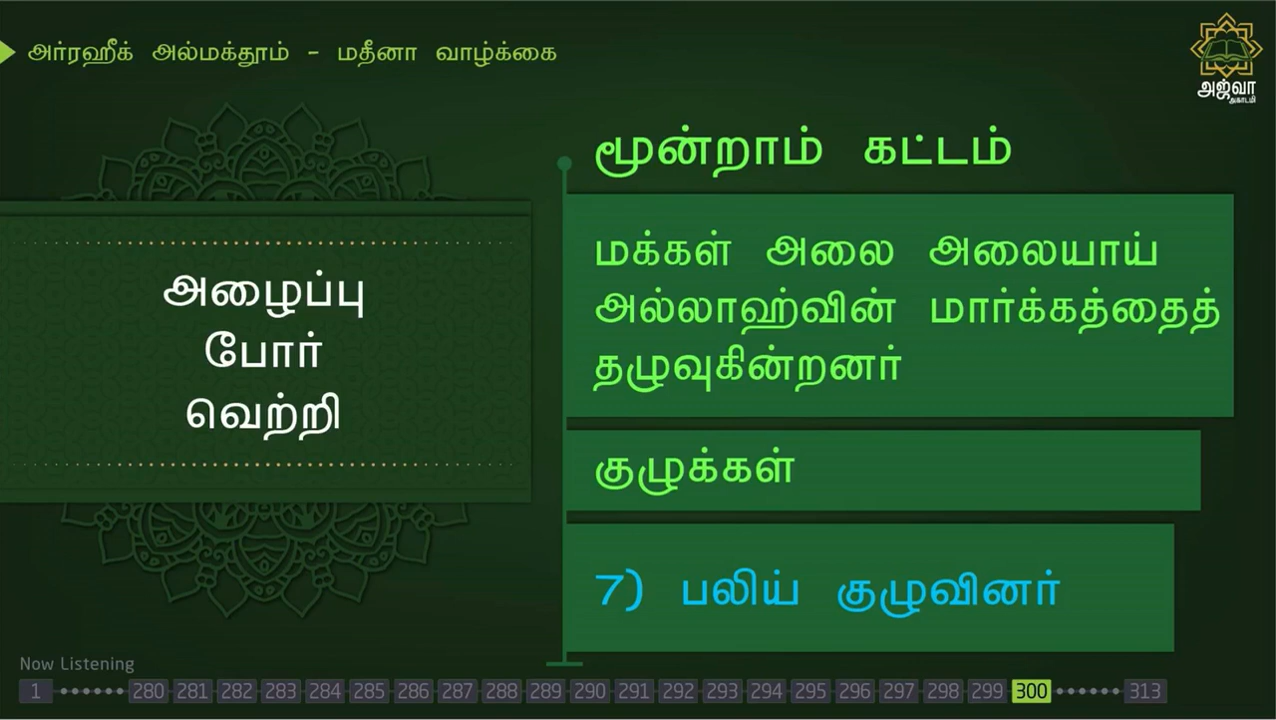 அர்ரஹீக் அல்மக்தூம் - மதீனா வாழ்க்கை
அஜ்வா
அகாடமி
அழைப்பு
போர்
வெற்றி
மூன்றாம் கட்டம்
மக்கள் அலை அலையாய்
அல்லாஹ்வின் மார்க்கத்தைத்
தழுவுகின்றனர்
குழுக்கள்
7) பலிய் குழுவினர்
Now Listening
1 280 281 282 283 284 285 286 287 288 289 290 291 292 293 294 295 296 297 298 299 300 313